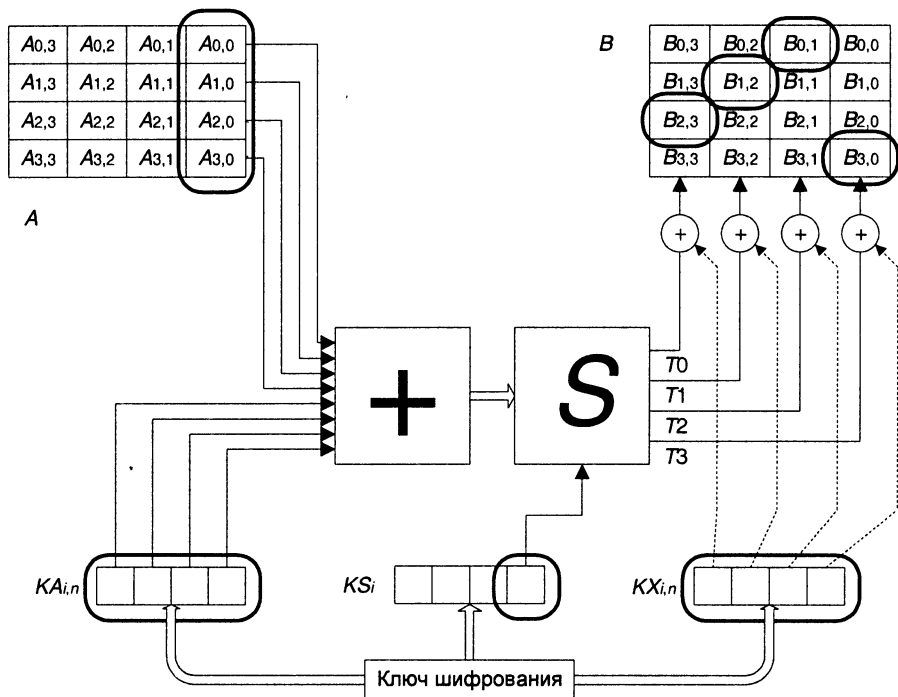 A0,3 A0,2 A0,1 A0,0
A1,3 A1,2 A1,1 A1,0
A2,3 A2,2 A2,1 A2,0
A3,3 A3,2 A3,1 A3,0
A
B
B0,3 B0,2 B0,1 B0,0
B1,3 B1,2 B1,1 B1,0
B2,3 B2,2 B2,1 B2,0
B3,3 B3,2 B3,1 B3,0
+ + + +
+
S
T0
T1
T2
T3
KAi,n
KSi
KXi,n
Ключ шифрования